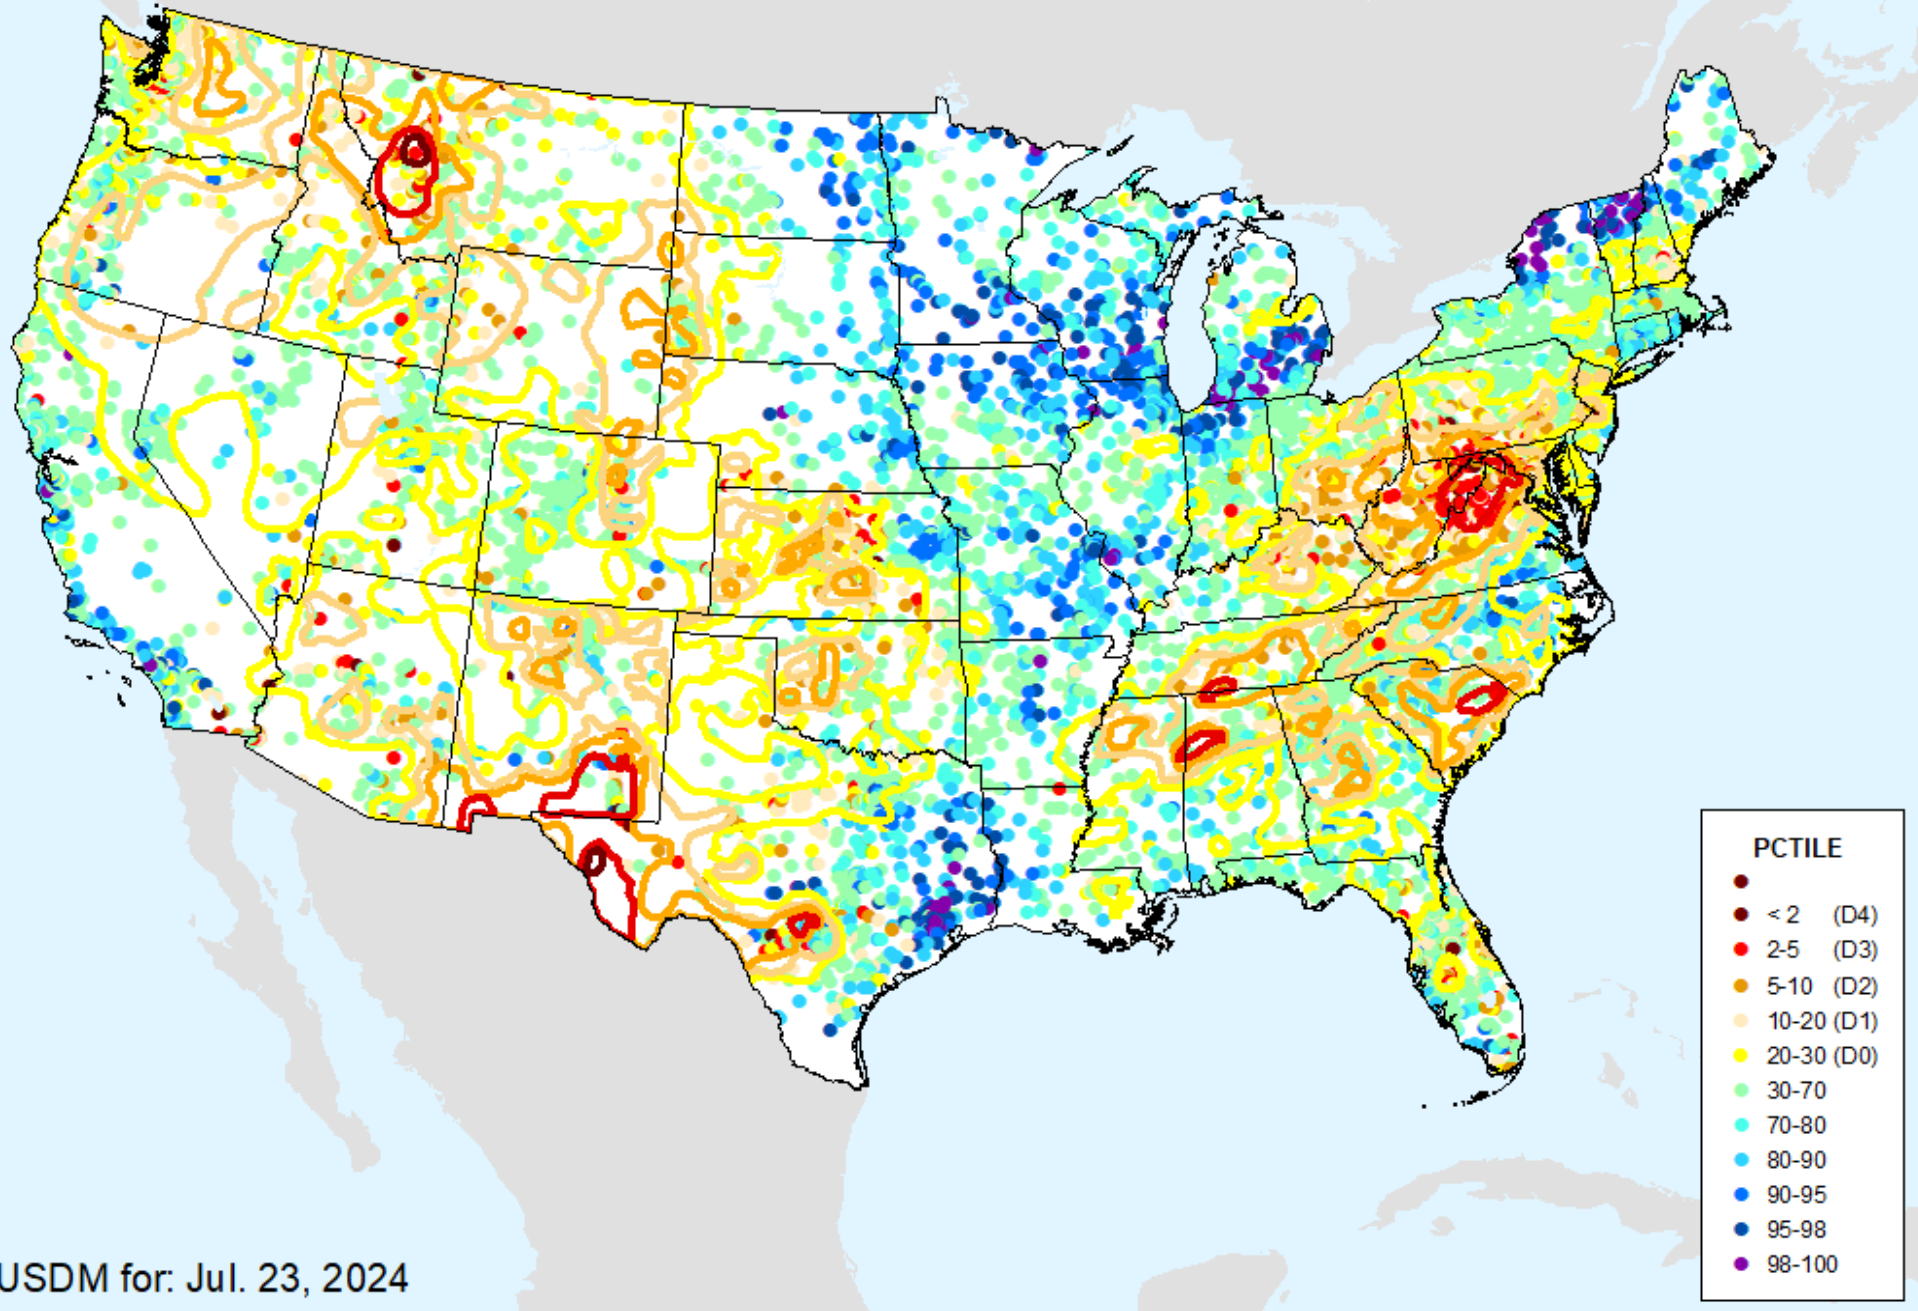 PCTILE
< 2 (D4)
2-5 (D3)
5-10 (D2)
10-20 (D1)
20-30 (D0)
30-70
70-80
80-90
90-95
95-98
98-100
USDM for: Jul. 23, 2024